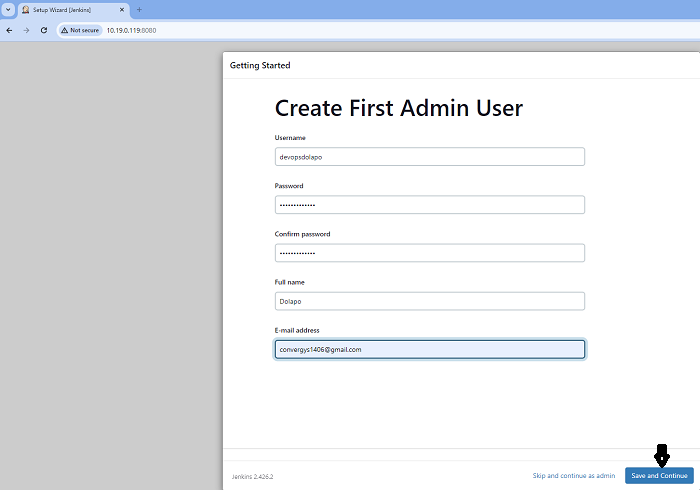 Setup Wizard [Jenkins]
Not secure 10.19.0.119:8080
Getting Started
Create First Admin User
Username
devopsdolapo
Password
•••••••••••••
Confirm password
•••••••••••••
Full name
Dolapo
E-mail address
convergys1406@gmail.com
Jenkins 2.426.2
Skip and continue as admin
Save and Continue